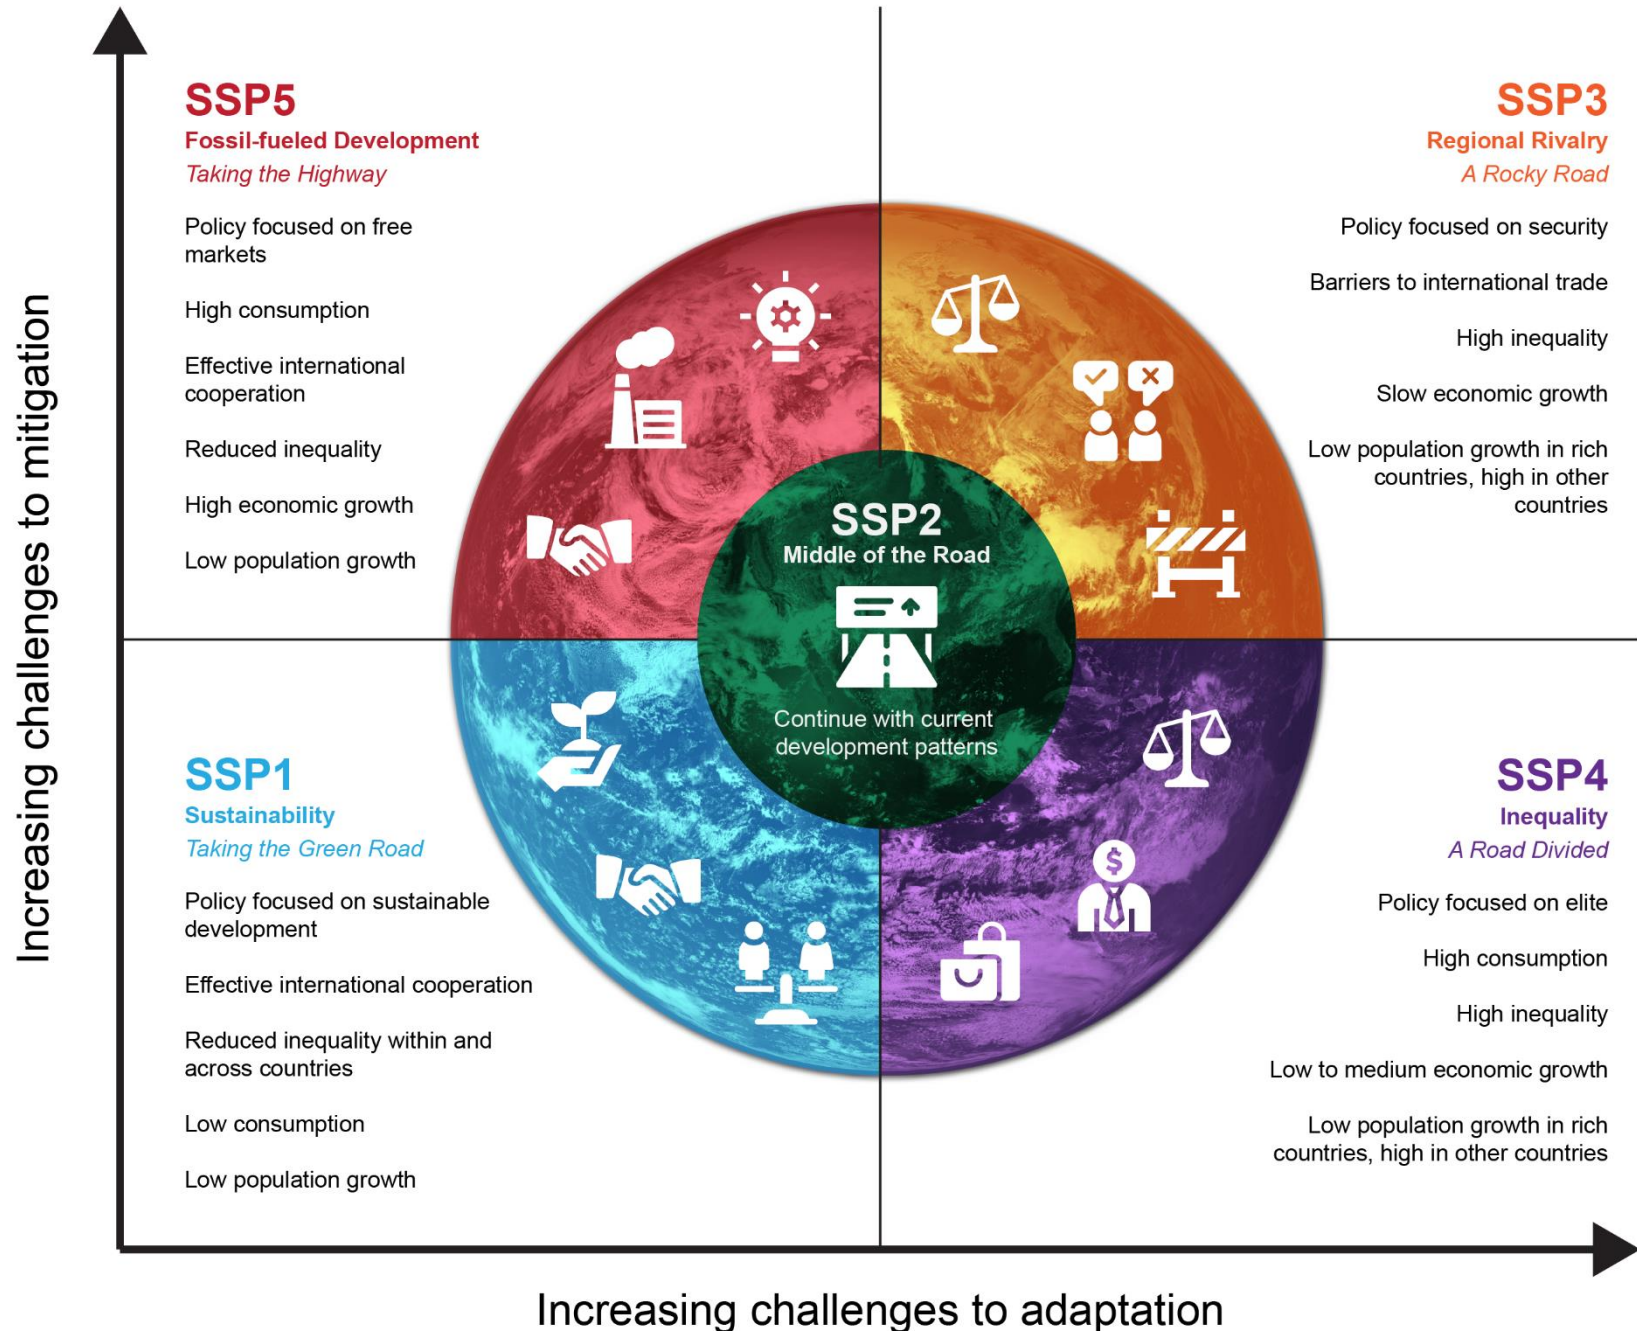 Increasing challenges to mitigation
SSP5
Fossil-fueled Development
Taking the Highway
Policy focused on free
markets
High consumption
Effective international
cooperation
Reduced inequality
High economic growth
Low population growth
SSP3
Regional Rivalry
A Rocky Road
Policy focused on security
Barriers to international trade
High inequality
Slow economic growth
Low population growth in rich
countries, high in other
countries
SSP2
Middle of the Road
Continue with current
development patterns
SSP1
Sustainability
Taking the Green Road
Policy focused on sustainable
development
Effective international cooperation
Reduced inequality within and
across countries
Low consumption
Low population growth
SSP4
Inequality
A Road Divided
Policy focused on elite
High consumption
High inequality
Low to medium economic growth
Low population growth in rich
countries, high in other countries
$
Increasing challenges to adaptation